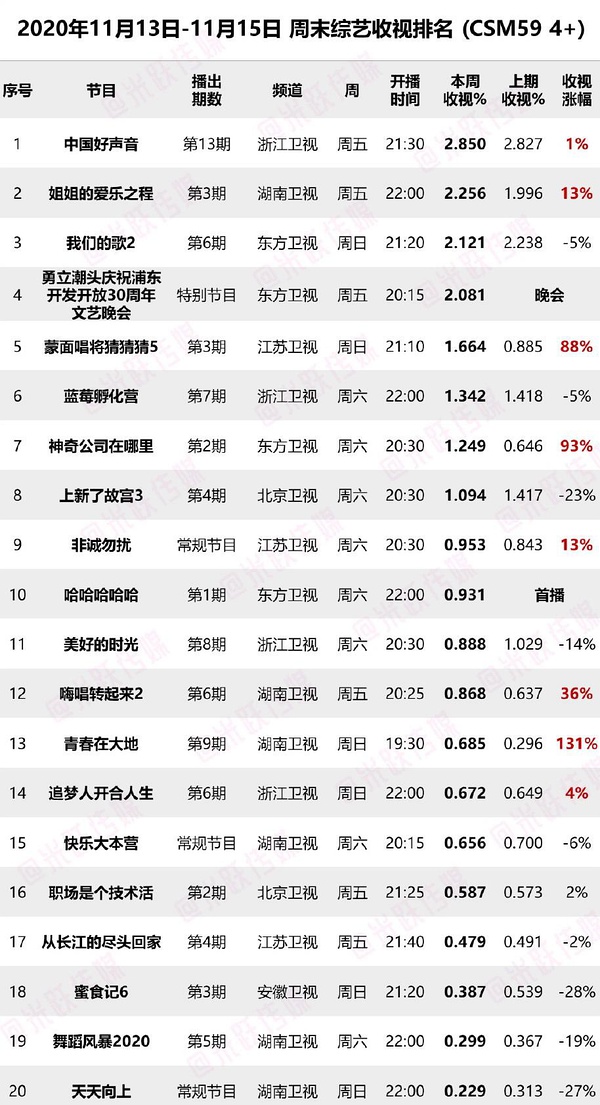 2020年11月13日-11月15日 周末综艺收视排名 (CSM59 4+)
序号 节目 播出期数 频道 周 开播时间 本周收视% 上期收视% 收视涨幅
1 中国好声音 第13期 浙江卫视 周五 21:30 2.850 2.827 1%
2 姐姐的爱乐之程 第3期 湖南卫视 周五 22:00 2.256 1.996 13%
3 我们的歌2 第6期 东方卫视 周日 21:20 2.121 2.238 -5%
4 勇立潮头庆祝浦东开发开放30周年文艺晚会 特别节目 东方卫视 周五 20:15 2.081 晚会
5 蒙面唱将猜猜猜5 第3期 江苏卫视 周日 21:10 1.664 0.885 88%
6 蓝莓孵化营 第7期 浙江卫视 周六 22:00 1.342 1.418 -5%
7 神奇公司在哪里 第2期 东方卫视 周六 20:30 1.249 0.646 93%
8 上新了故宫3 第4期 北京卫视 周六 20:30 1.094 1.417 -23%
9 非诚勿扰 常规节目 江苏卫视 周六 20:30 0.953 0.843 13%
10 哈哈哈哈哈 第1期 东方卫视 周六 22:00 0.931 首播
11 美好的时光 第8期 浙江卫视 周六 20:30 0.888 1.029 -14%
12 嗨唱转起来2 第6期 湖南卫视 周五 20:25 0.868 0.637 36%
13 青春在大地 第9期 湖南卫视 周日 19:30 0.685 0.296 131%
14 追梦人开合人生 第6期 浙江卫视 周日 22:00 0.672 0.649 4%
15 快乐大本营 常规节目 湖南卫视 周六 20:15 0.656 0.700 -6%
16 职场是个技术活 第2期 北京卫视 周五 21:25 0.587 0.573 2%
17 从长江的尽头回家 第4期 江苏卫视 周五 21:40 0.479 0.491 -2%
18 蜜食记6 第3期 安徽卫视 周日 21:20 0.387 0.539 -28%
19 舞蹈风暴2020 第5期 湖南卫视 周六 22:00 0.299 0.367 -19%
20 天天向上 常规节目 湖南卫视 周日 22:00 0.229 0.313 -27%
@米跃传媒